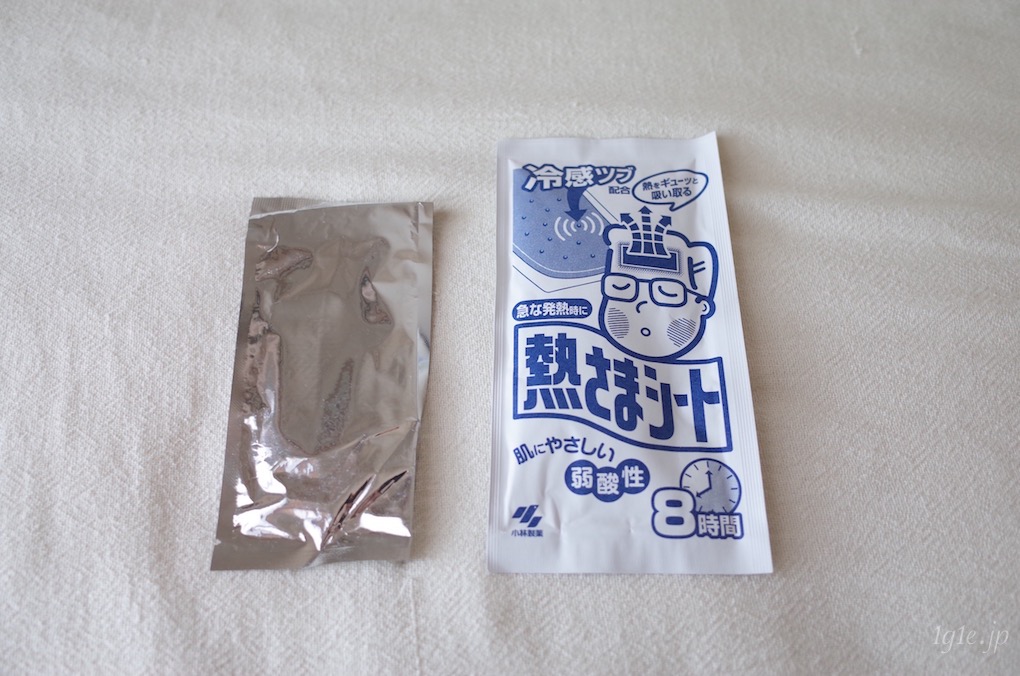 冷感ツブ
配合
熱をギューッと
吸い取る
急な発熱時に
熱さまシート
肌にやさしい
弱酸性
8時間
小林製薬
1g1e.jp